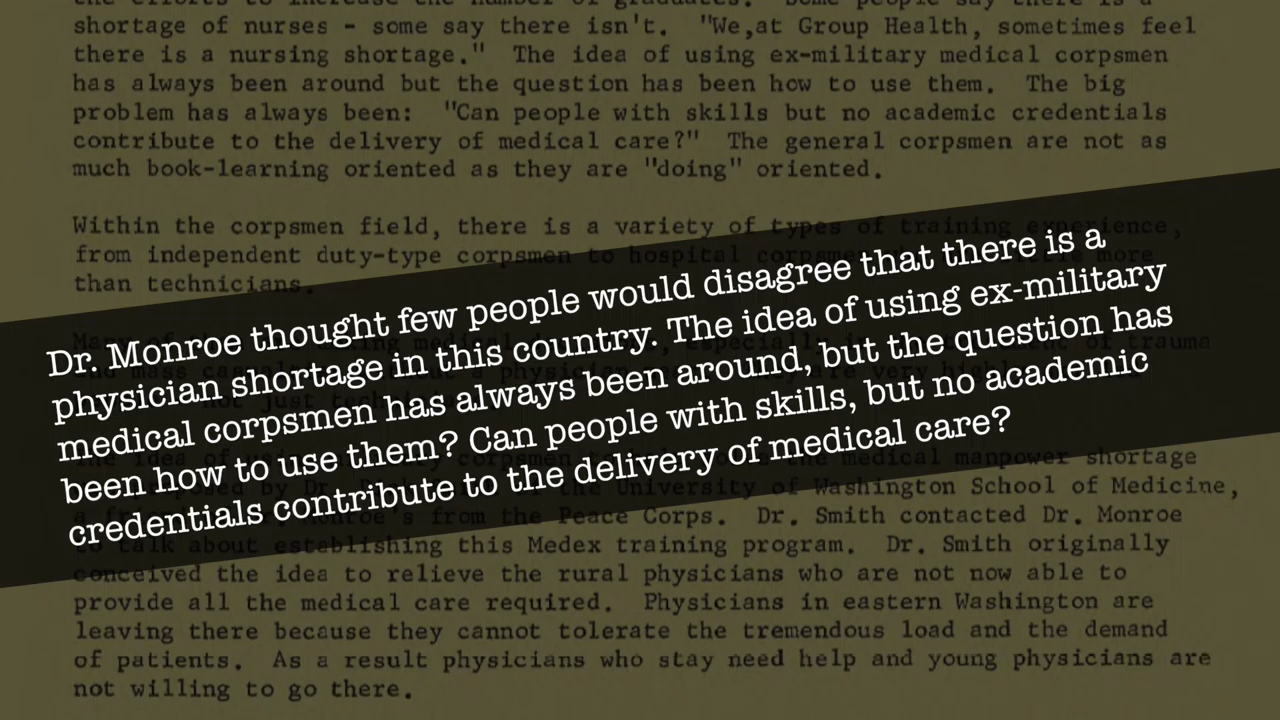 the efforts to increase the number of graduates. Some people say there is a
shortage of nurses - some say there isn't. "We,at Group Health, sometimes feel
there is a nursing shortage." The idea of using ex-military medical corpsmen
has always been around but the question has been how to use them. The big
problem has always been: "Can people with skills but no academic credentials
contribute to the delivery of medical care?" The general corpsmen are not as
much book-learning oriented as they are "doing" oriented.
Within the corpsmen field, there is a variety of types of training experience,
from independent duty-type corpsmen to hospital more
than technicians.
Dr. Monroe thought few people would disagree that there is a
physician shortage in this country. The idea of using ex-military
medical corpsmen has always been around, but the question has
been how to use them? Can people with skills, but no academic
credentials contribute to the delivery of medical care?
trauma
the medical manpower shortage
University of Washington School of Medicine,
from the Peace Corps. Dr. Smith contacted Dr. Monroe
to talk about establishing this Medex training program. Dr. Smith originally
conceived the idea to relieve the rural physicians who are not now able to
provide all the medical care required. Physicians in eastern Washington are
leaving there because they cannot tolerate the tremendous load and the demand
of patients. As a result physicians who stay need help and young physicians are
not willing to go there.